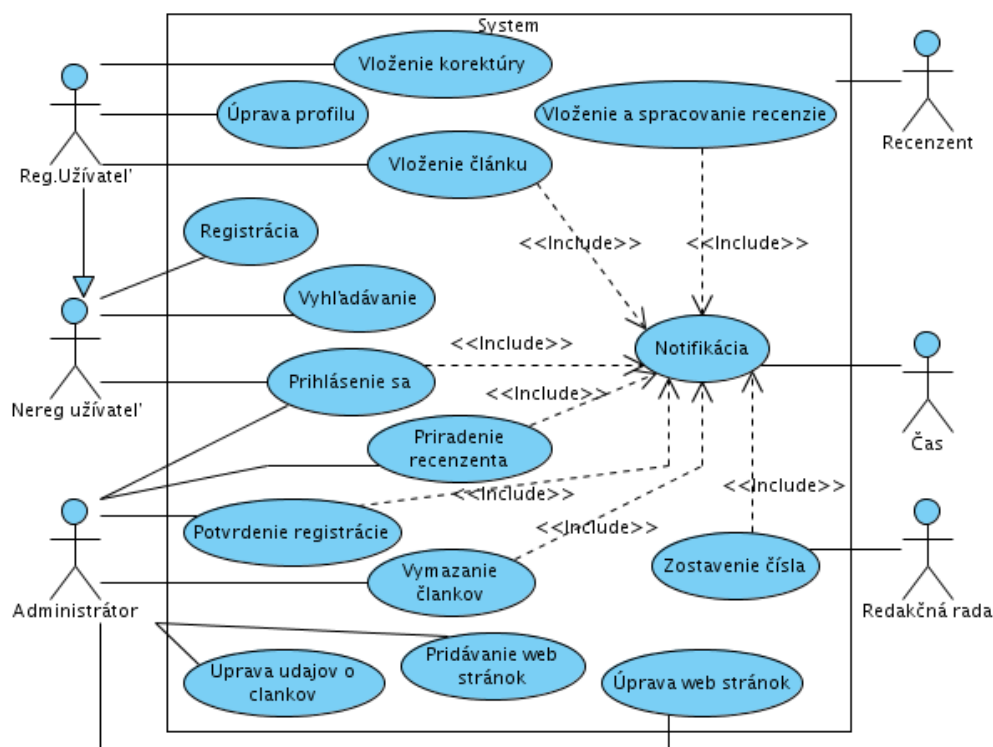 System
Vloženie korektúry
Úprava profilu
Vloženie a spracovanie recenzie
Recenzent
Reg.Užívateľ
Vloženie článku
Registrácia
<<Include>>
<<Include>>
Vyhľadávanie
Notifikácia
<<Include>>
Prihlásenie sa
Nereg užívateľ
<<Include>>
Čas
Priradenie
recenzenta
<<Include>>
<<Include>>
<<Include>>
Potvrdenie registrácie
Vymazanie
člankov
Zostavenie čísla
Administrátor
Redakčná rada
Uprava udajov o
clankov
Pridávanie web
stránok
Úprava web stránok